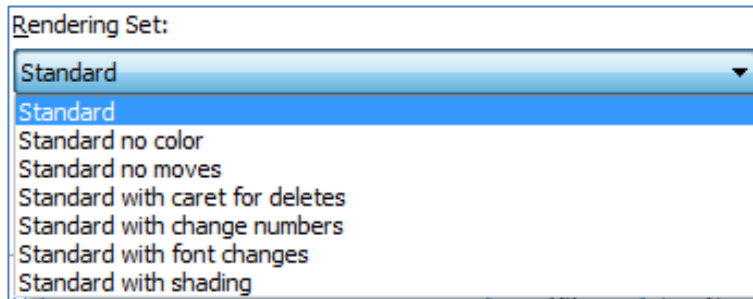 Rendering Set:
Standard
Standard
Standard no color
Standard no moves
Standard with caret for deletes
Standard with change numbers
Standard with font changes
Standard with shading